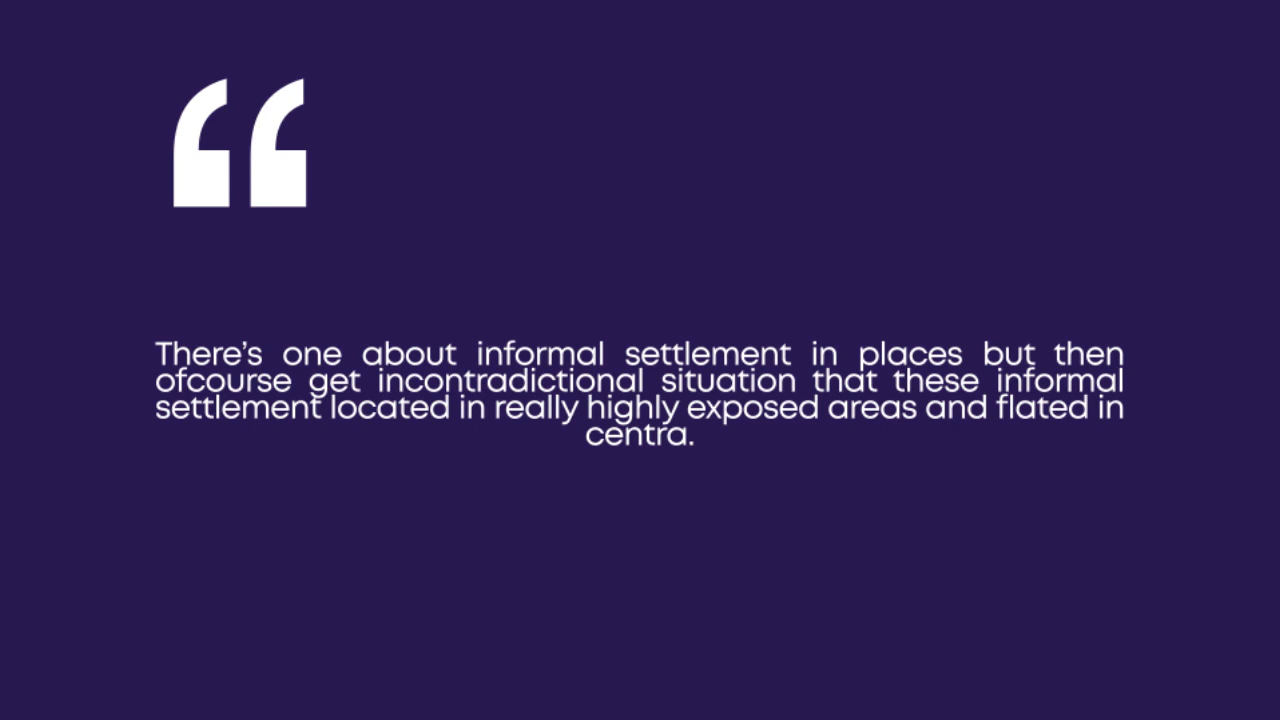 “
There’s one about informal settlement in places but then
ofcourse get incontradictional situation that these informal
settlement located in really highly exposed areas and flated in
centra.